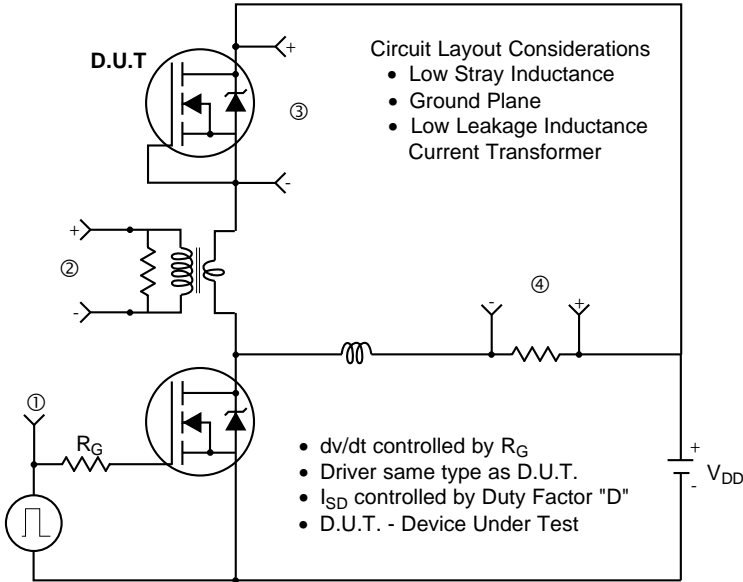 D.U.T
+
③
-
Circuit Layout Considerations
• Low Stray Inductance
• Ground Plane
• Low Leakage Inductance
Current Transformer
+
②
-
-
④
+
①
RG
• dv/dt controlled by RG
• Driver same type as D.U.T.
• ISD controlled by Duty Factor "D"
• D.U.T. - Device Under Test
+
VDD
-